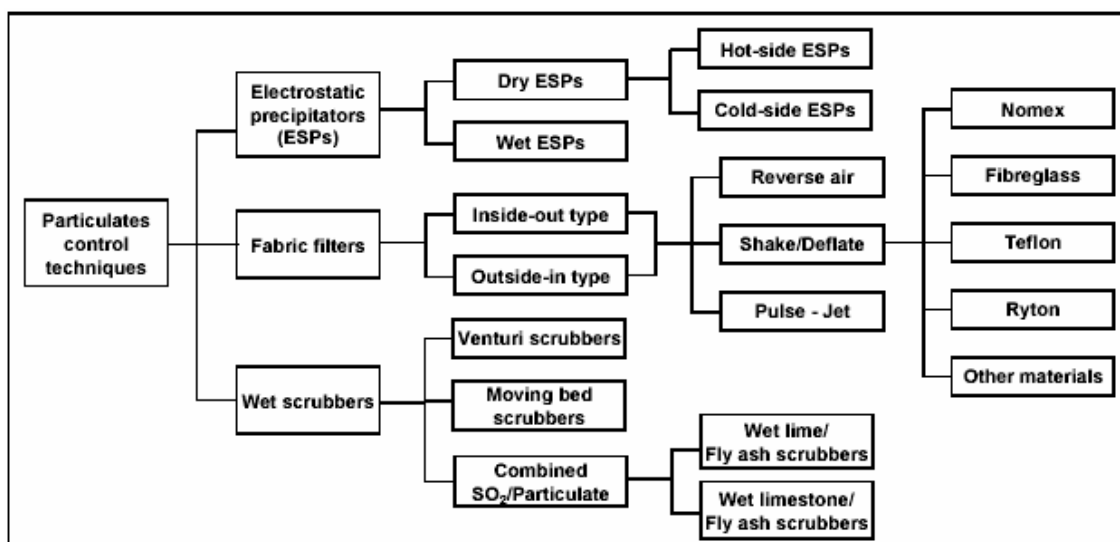 Particulates
control
techniques
Electrostatic
precipitators
(ESPs)
Dry ESPs
Wet ESPs
Hot-side ESPs
Cold-side ESPs
Fabric filters
Inside-out type
Outside-in type
Reverse air
Shake/Deflate
Pulse - Jet
Nomex
Fibreglass
Teflon
Ryton
Other materials
Wet scrubbers
Venturi scrubbers
Moving bed
scrubbers
Combined
SO₂/Particulate
Wet lime/
Fly ash scrubbers
Wet limestone/
Fly ash scrubbers